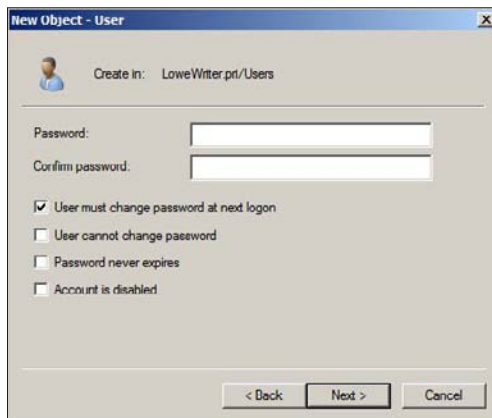 New Object - User
Create in: LoweWriter.pri/Users
Password:
Confirm password:
User must change password at next logon
User cannot change password
Password never expires
Account is disabled
< Back Next > Cancel